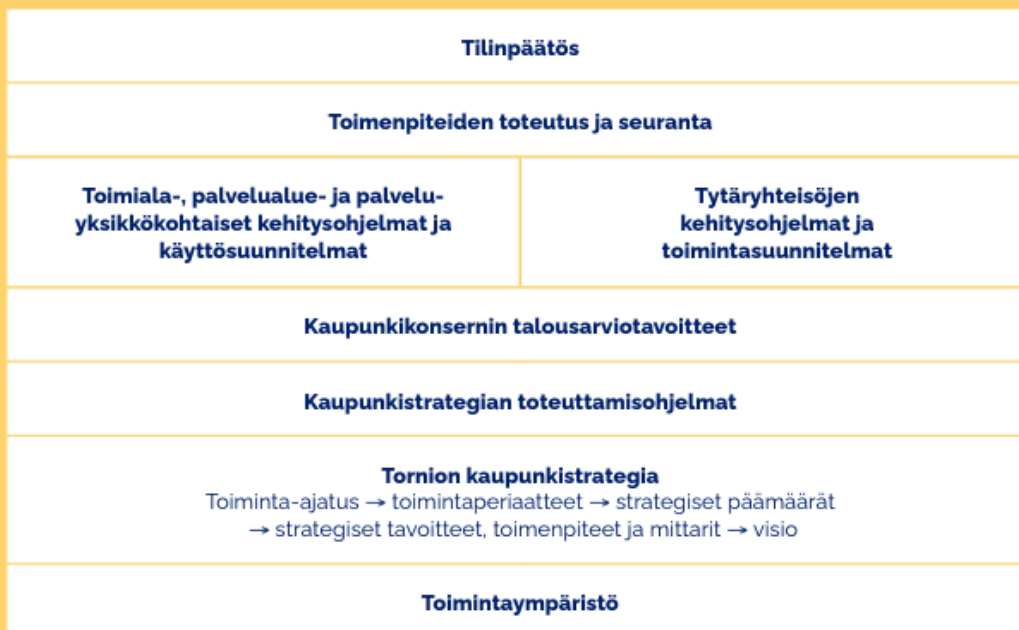 Tilinpäätös
Toimenpiteiden toteutus ja seuranta
Toimiala-, palvelualue- ja palvelu-
yksikkökohtaiset kehitysohjelmat ja
käyttösuunnitelmat
Tytäryhteisöjen
kehitysohjelmat ja
toimintasuunnitelmat
Kaupunkikonsernin talousarviotavoitteet
Kaupunkistrategian toteuttamisohjelmat
Tornion kaupunkistrategia
Toiminta-ajatus → toimintaperiaatteet → strategiset päämäärät
→ strategiset tavoitteet, toimenpiteet ja mittarit → visio
Toimintaympäristö